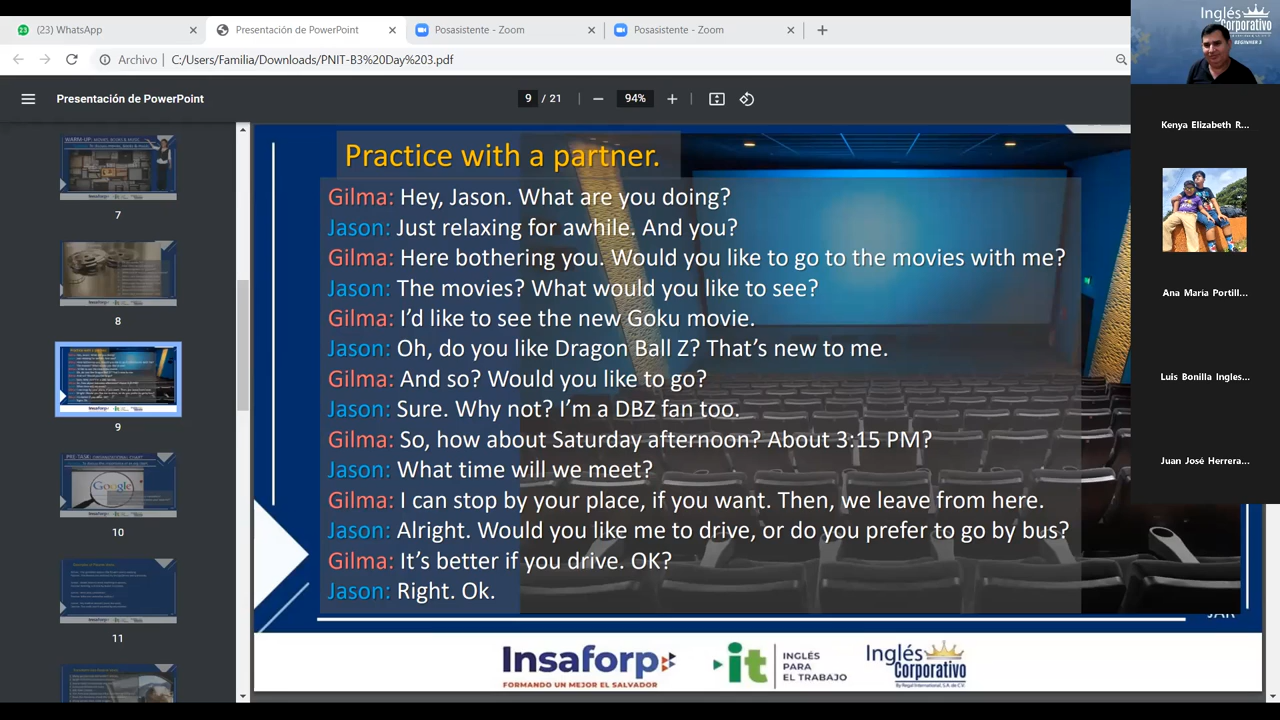 (23) WhatsApp
Presentación de PowerPoint
Posasistente - Zoom
Posasistente - Zoom
Archivo
C:/Users/Familia/Downloads/PNIT-B3%20Day%203.pdf
Presentación de PowerPoint
9 / 21
94%
7
8
9
10
11
Google
Practice with a partner.
Gilma: Hey, Jason. What are you doing?
Jason: Just relaxing for awhile. And you?
Gilma: Here bothering you. Would you like to go to the movies with me?
Jason: The movies? What would you like to see?
Gilma: I'd like to see the new Goku movie.
Jason: Oh, do you like Dragon Ball Z? That's new to me.
Gilma: And so? Would you like to go?
Jason: Sure. Why not? I'm a DBZ fan too.
Gilma: So, how about Saturday afternoon? About 3:15 PM?
Jason: What time will we meet?
Gilma: I can stop by your place, if you want. Then, we leave from here.
Jason: Alright. Would you like me to drive, or do you prefer to go by bus?
Gilma: It's better if you drive. OK?
Jason: Right. Ok.
JAR
Insaforp
FORMANDO UN MEJOR EL SALVADOR
it
INGLÉS
PARA
EL TRABAJO
Inglés
Corporativo
By Regal International, S.A. de C.V.
Inglés
Corporativo
BEGINNER 3
Kenya Elizabeth R...
Ana Maria Portill...
Luis Bonilla Ingles...
Juan José Herrera...